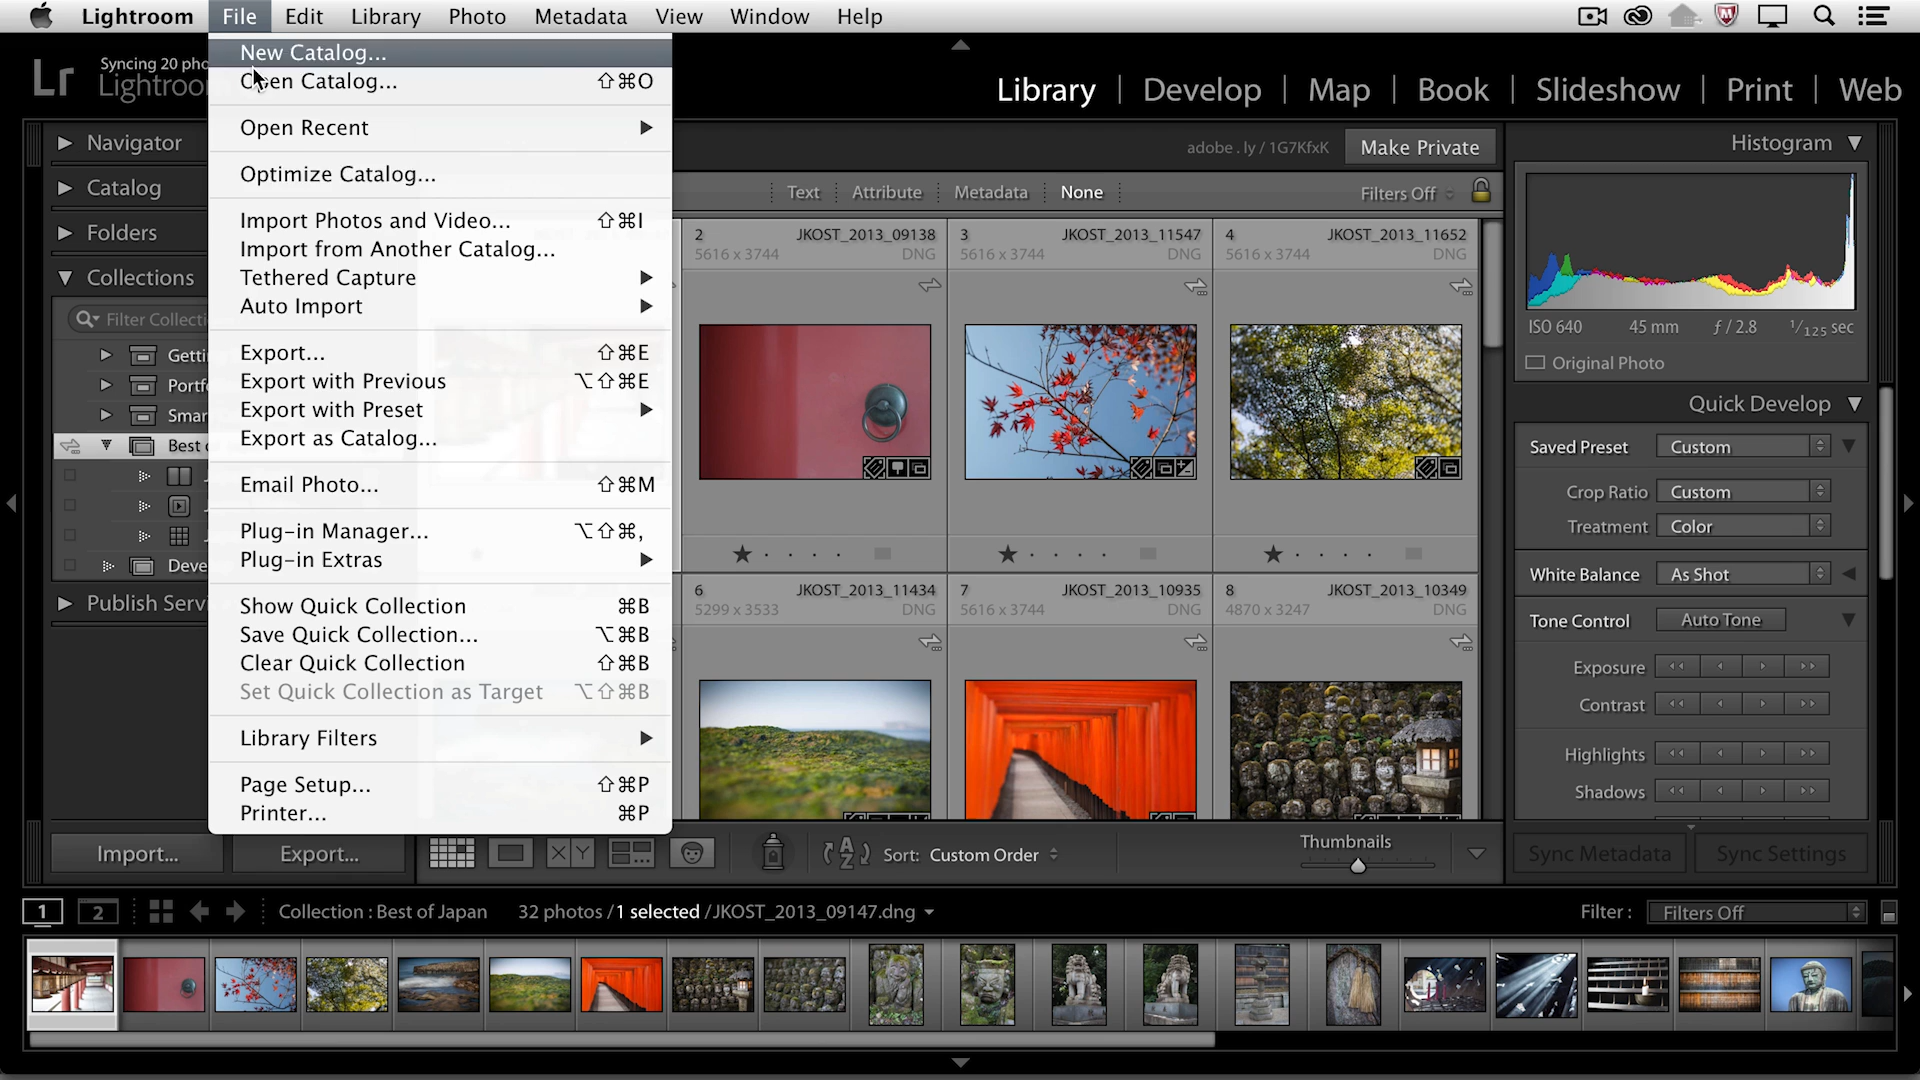 Lightroom File Edit Library Photo Metadata View Window Help
Lr
Syncing 20
Library | Develop | Map | Book | Slideshow | Print | Web
New Catalog...
Open Catalog... ⇧⌘O
Open Recent ▶
Optimize Catalog...
Import Photos and Video... ⇧⌘I
Import from Another Catalog...
Tethered Capture ▶
Auto Import ▶
Export... ⇧⌘E
Export with Previous ⌥⇧⌘E
Export with Preset ▶
Export as Catalog...
Email Photo... ⇧⌘M
Plug-in Manager... ⌥⇧⌘,
Plug-in Extras ▶
Show Quick Collection ⌘B
Save Quick Collection... ⌥⌘B
Clear Quick Collection ⇧⌘B
Set Quick Collection as Target ⌥⇧⌘B
Library Filters ▶
Page Setup... ⇧⌘P
Printer... ⌘P
Navigator
Catalog
Folders
Collections
Filter
Best
Publish
Import...
Export...
adobe . ly / 1G7KfxK
Make Private
Text Attribute Metadata None
Filters Off
2 JKOST_2013_09138
5616 x 3744 DNG
3 JKOST_2013_11547
5616 x 3744 DNG
4 JKOST_2013_11652
5616 x 3744 DNG
6 JKOST_2013_11434
5299 x 3533 DNG
7 JKOST_2013_10935
5616 x 3744 DNG
8 JKOST_2013_10349
4870 x 3247 DNG
X Y
A
Z
Sort: Custom Order
Thumbnails
Histogram
ISO 640 45 mm ƒ / 2.8 1/125 sec
Original Photo
Quick Develop
Saved Preset Custom
Crop Ratio Custom
Treatment Color
White Balance As Shot
Tone Control Auto Tone
Exposure
Contrast
Highlights
Shadows
Sync Metadata
Sync Settings
1 2
Collection : Best of Japan
32 photos / 1 selected / JKOST_2013_09147.dng
Filter : Filters Off